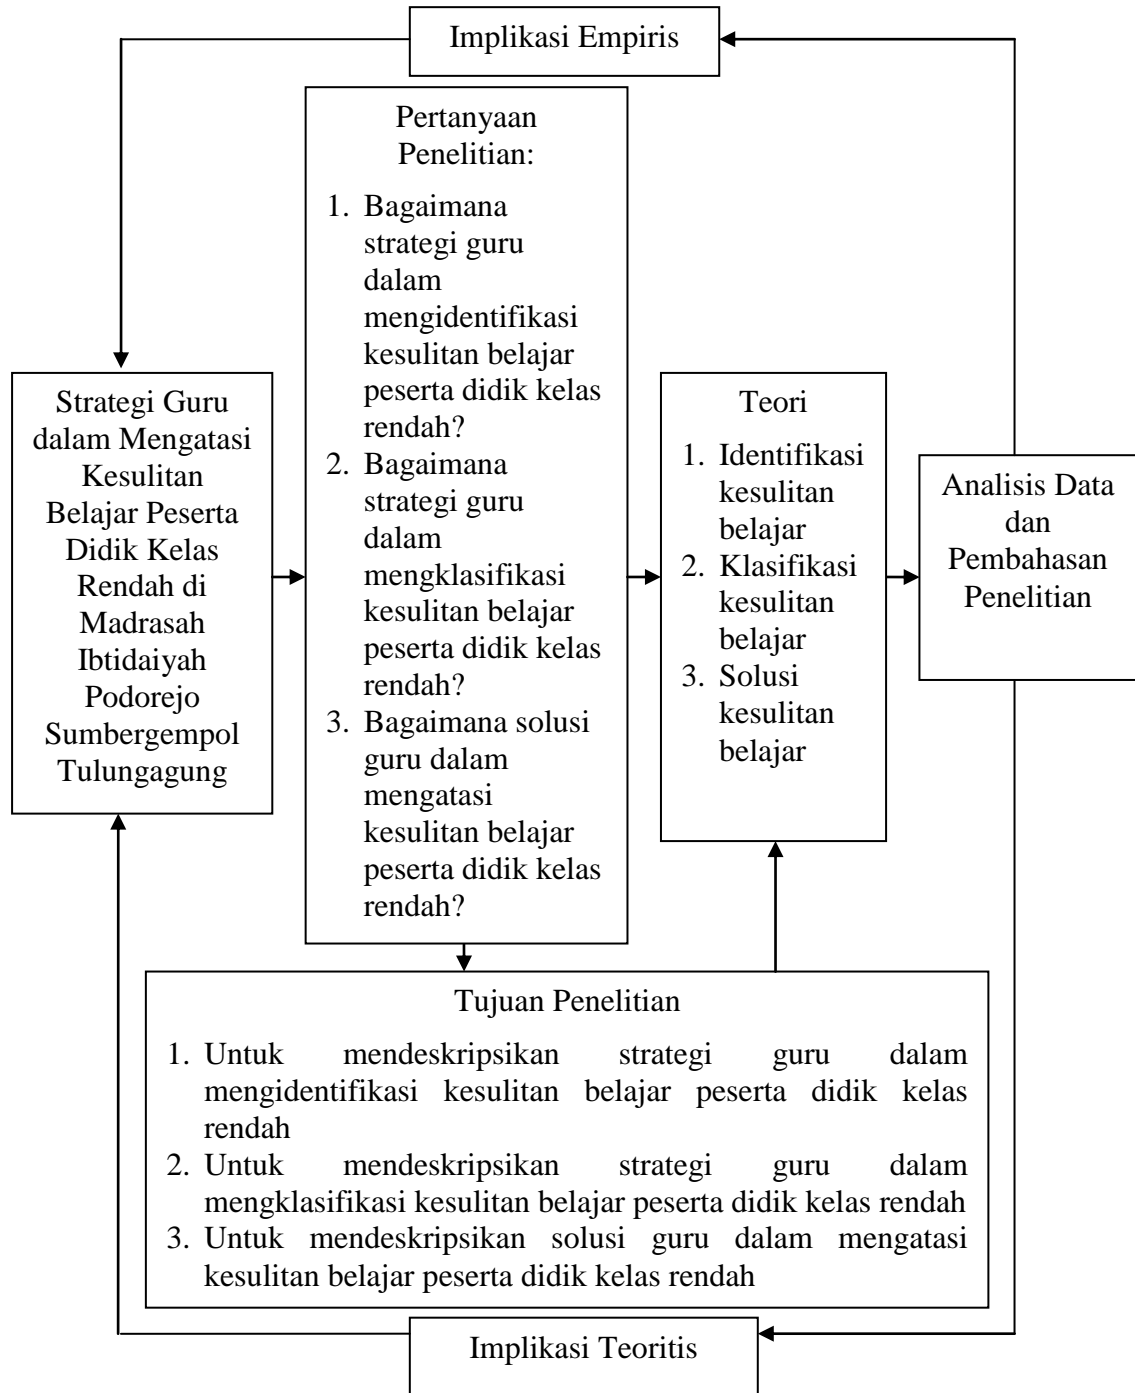 Implikasi Empiris
Pertanyaan
Penelitian:
1. Bagaimana
strategi guru
dalam
mengidentifikasi
kesulitan belajar
peserta didik kelas
rendah?
2. Bagaimana
strategi guru
dalam
mengklasifikasi
kesulitan belajar
peserta didik kelas
rendah?
3. Bagaimana solusi
guru dalam
mengatasi
kesulitan belajar
peserta didik kelas
rendah?
Strategi Guru
dalam Mengatasi
Kesulitan
Belajar Peserta
Didik Kelas
Rendah di
Madrasah
Ibtidaiyah
Podorejo
Sumbergempol
Tulungagung
Teori
1. Identifikasi
kesulitan
belajar
2. Klasifikasi
kesulitan
belajar
3. Solusi
kesulitan
belajar
Analisis Data
dan
Pembahasan
Penelitian
Tujuan Penelitian
1. Untuk mendeskripsikan strategi guru dalam
mengidentifikasi kesulitan belajar peserta didik kelas
rendah
2. Untuk mendeskripsikan strategi guru dalam
mengklasifikasi kesulitan belajar peserta didik kelas rendah
3. Untuk mendeskripsikan solusi guru dalam mengatasi
kesulitan belajar peserta didik kelas rendah
Implikasi Teoritis